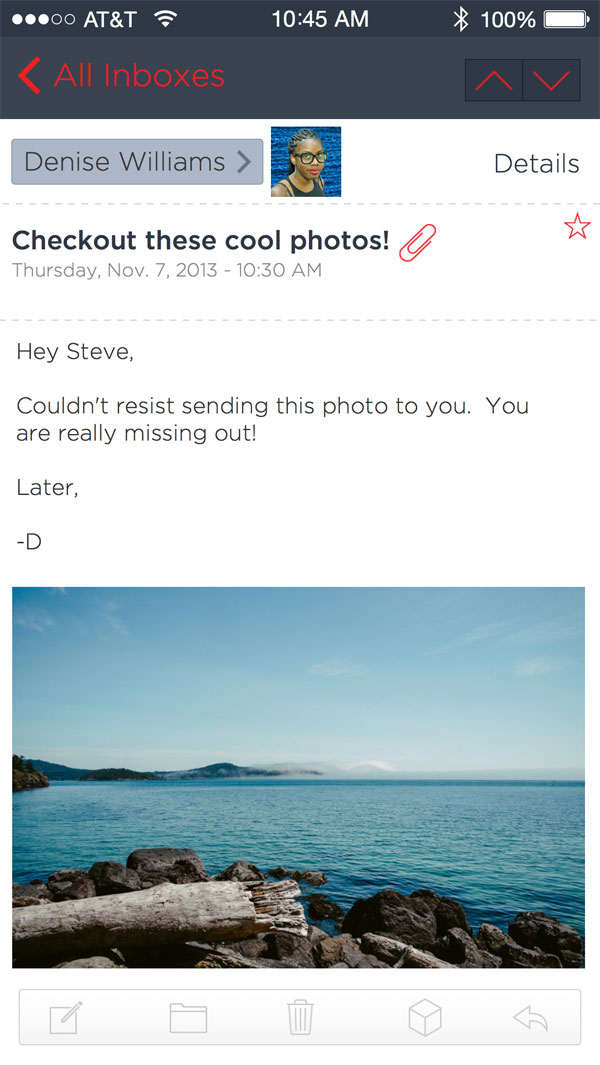 AT&T 10:45 AM 100%
All Inboxes
Denise Williams Details
Checkout these cool photos!
Thursday, Nov. 7, 2013 - 10:30 AM
Hey Steve,
Couldn't resist sending this photo to you.  You
are really missing out!
Later,
-D